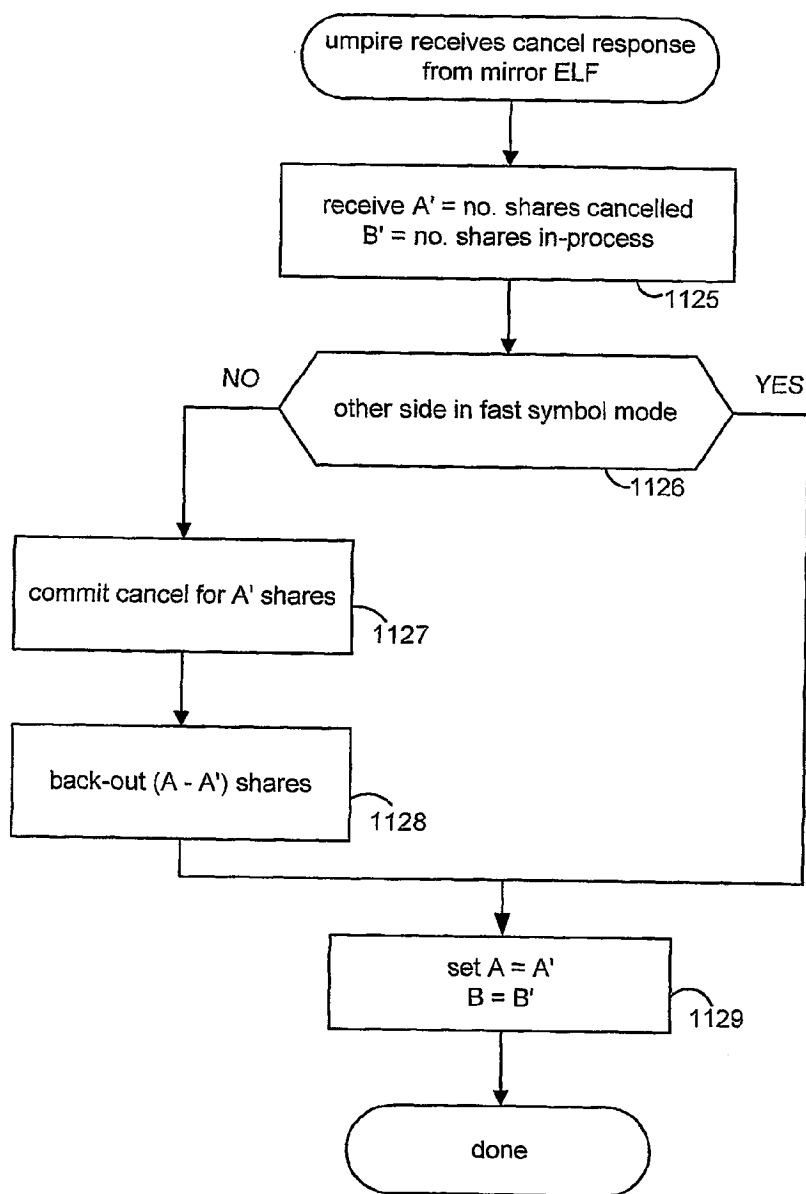 umpire receives cancel response
from mirror ELF
receive A' = no. shares cancelled
B' = no. shares in-process
1125
NO
YES
other side in fast symbol mode
1126
commit cancel for A' shares
1127
back-out (A - A') shares
1128
set A = A'
B = B'
1129
done